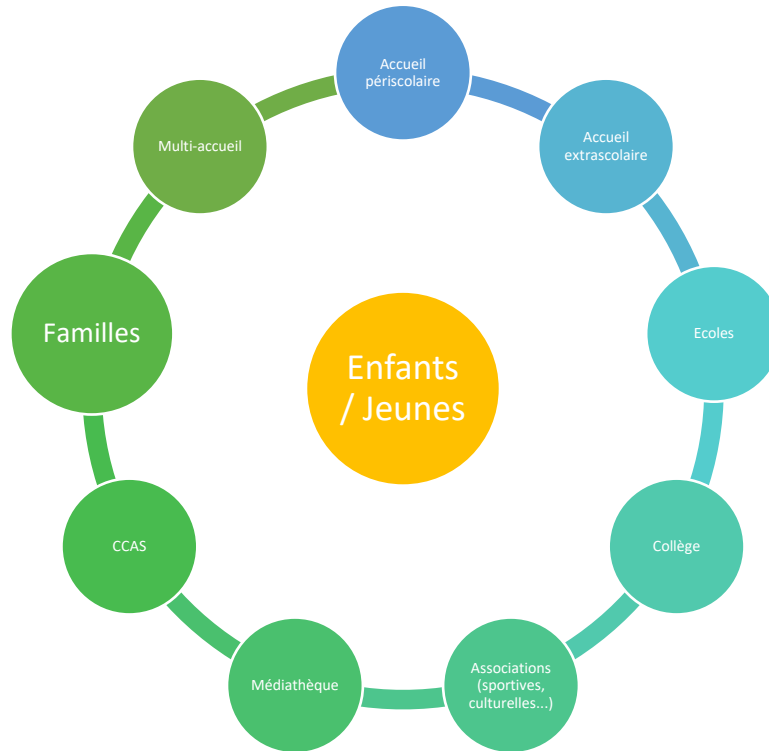 Accueil
périscolaire
Accueil
extrascolaire
Ecoles
Collège
Associations
(sportives,
culturelles...)
Médiathèque
CCAS
Familles
Multi-accueil
Enfants
/ Jeunes